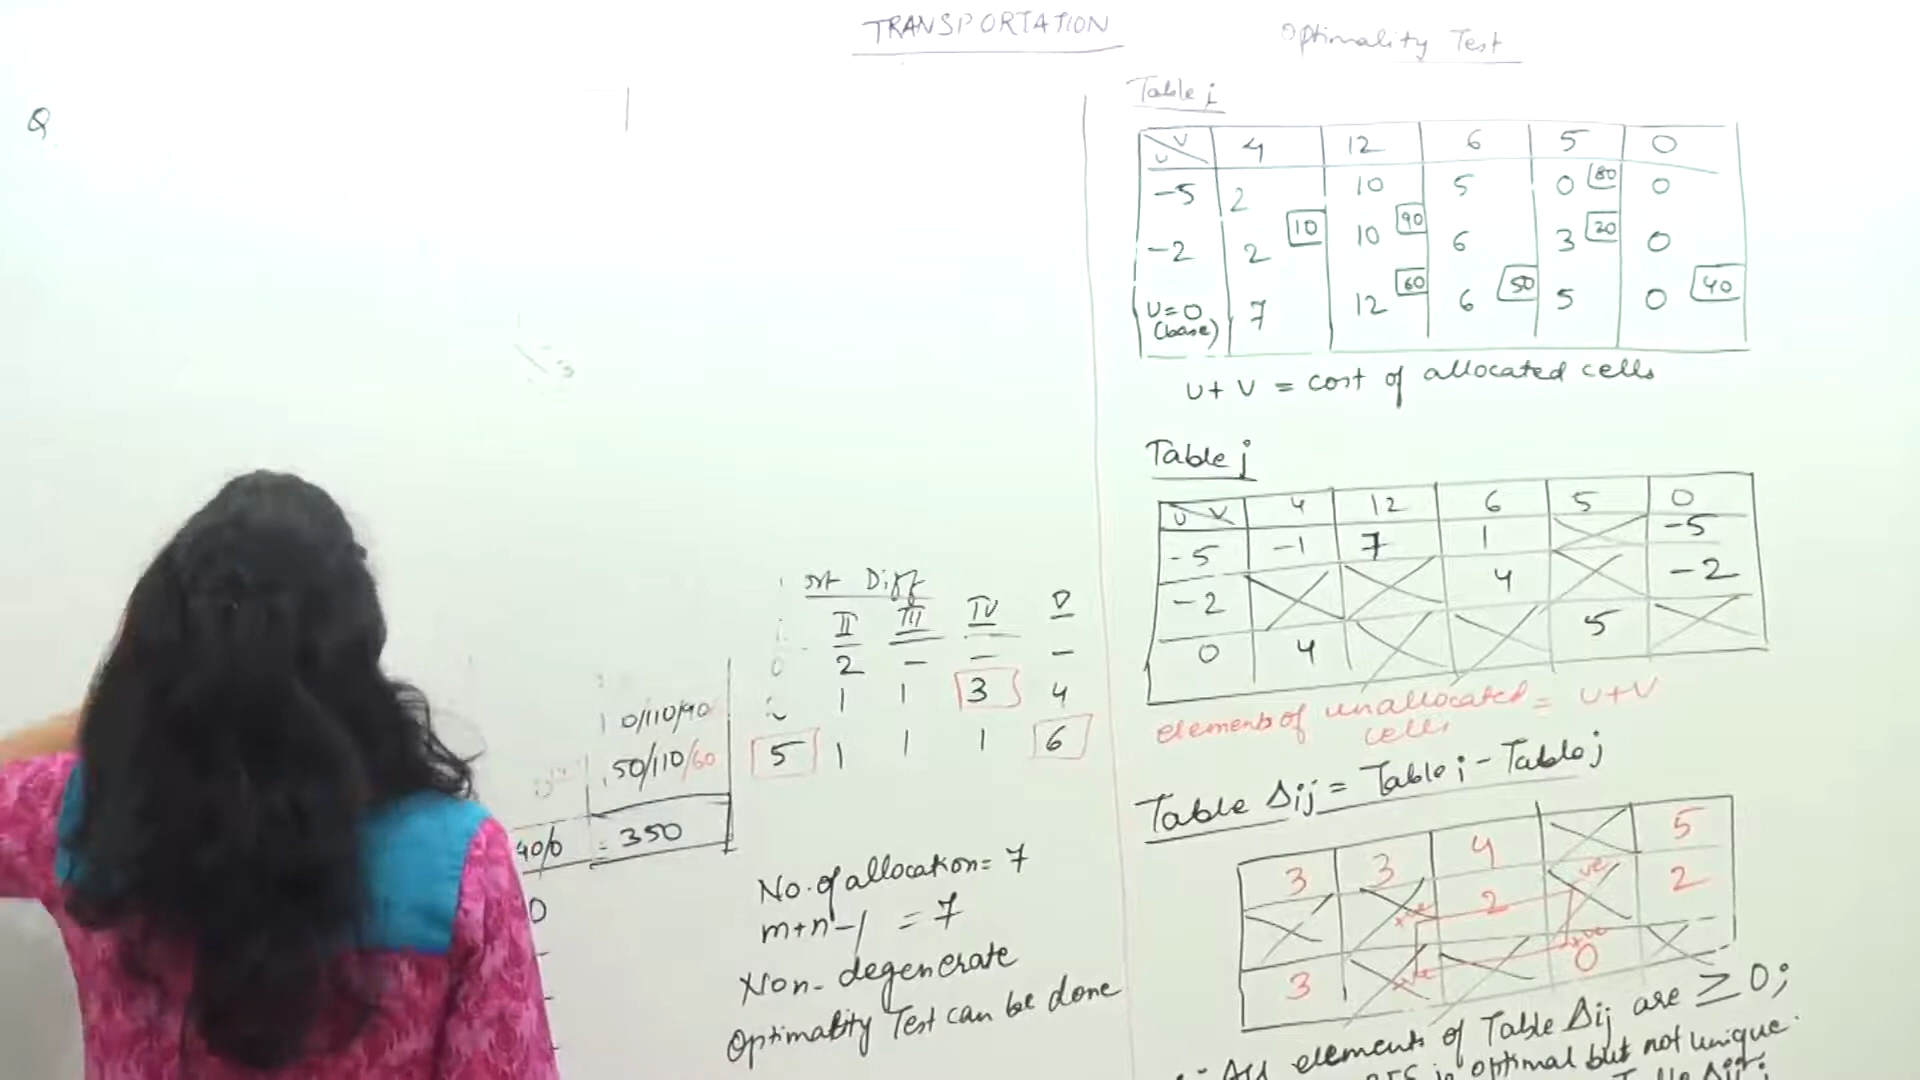 TRANSPORTATION
Optimality Test
Q
Table i
U V 4 12 6 5 0
-5 2 10 5 0 80 0
-2 2 10 10 90 6 3 20 0
U=0 (base) 7 12 60 6 50 5 0 40
U+V = cost of allocated cells
Table j
U V 4 12 6 5 0
-5 -1 7 1 -5
-2 4 -2
0 4 5
elements of unallocated = U+V
cells
Table Δij = Table i - Table j
3 3 4 5
2 2
3 0
∵ All elements of Table Δij are ≥ 0;
is optimal but not unique.
Diff
II III IV V
0 2 - - -
1 1 3 4
5 1 1 1 6
0/110/90
50/110/60
40/0 = 350
No. of allocation = 7
m+n-1 = 7
Non-degenerate
Optimality Test can be done